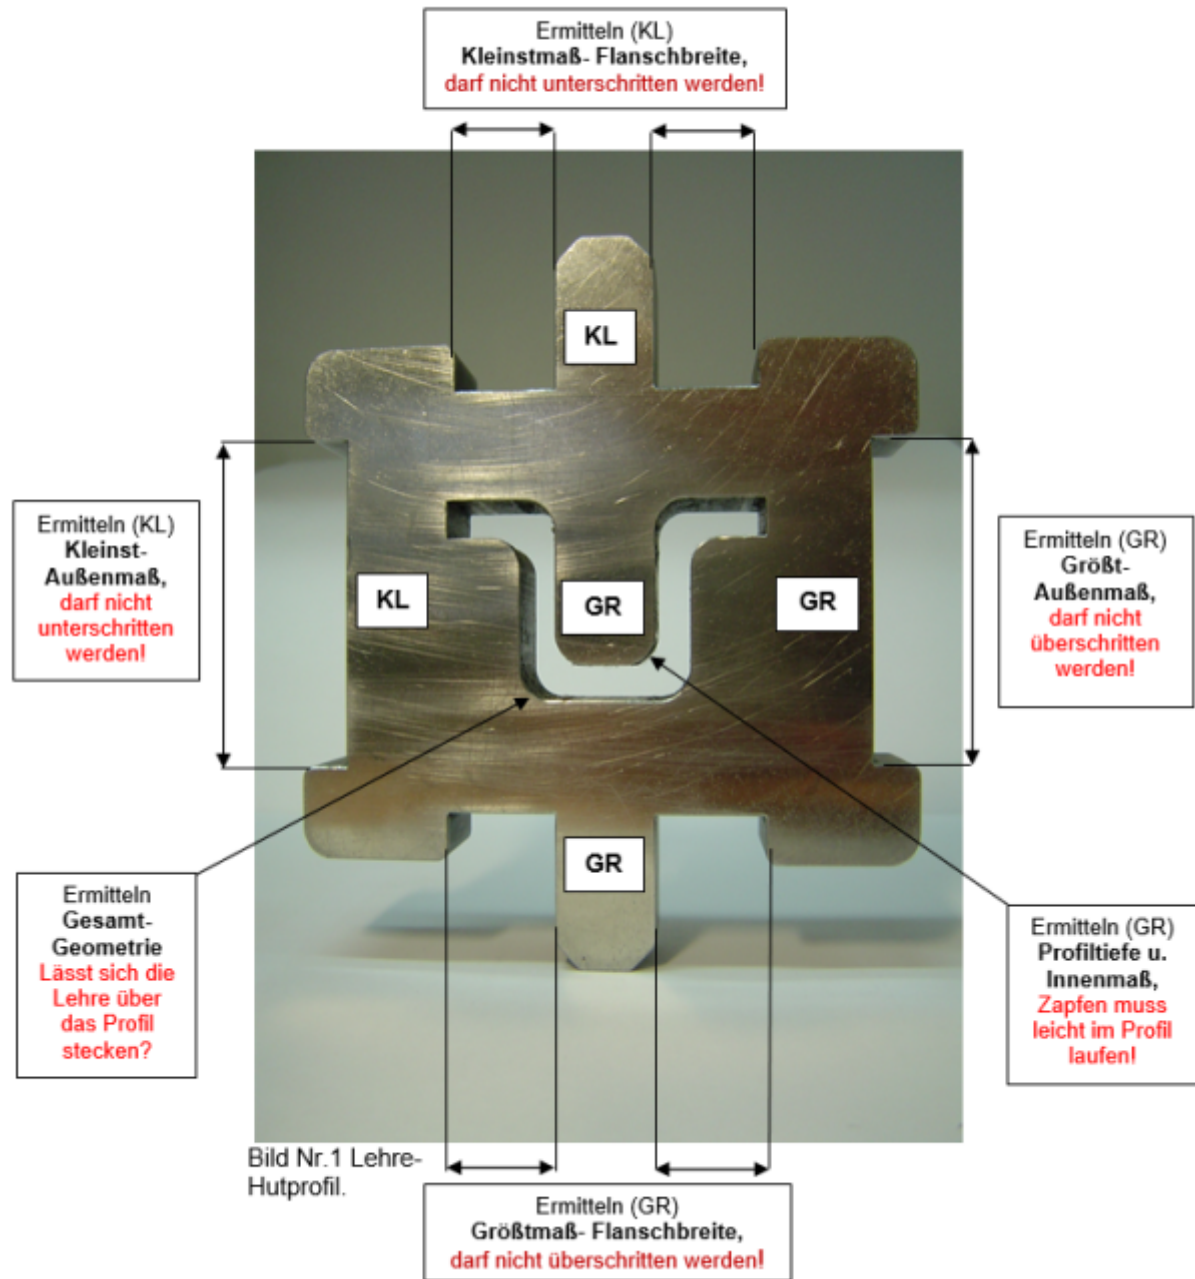 Ermitteln (KL)
Kleinstmaß- Flanschbreite,
darf nicht unterschritten werden!
KL
Ermitteln (KL)
Kleinst-
Außenmaß,
darf nicht
unterschritten
werden!
KL
GR
GR
Ermitteln (GR)
Größt-
Außenmaß,
darf nicht
überschritten
werden!
GR
Ermitteln
Gesamt-
Geometrie
Lässt sich die
Lehre über
das Profil
stecken?
Ermitteln (GR)
Profiltiefe u.
Innenmaß,
Zapfen muss
leicht im Profil
laufen!
Bild Nr.1 Lehre-
Hutprofil.
Ermitteln (GR)
Größtmaß- Flanschbreite,
darf nicht überschritten werden!